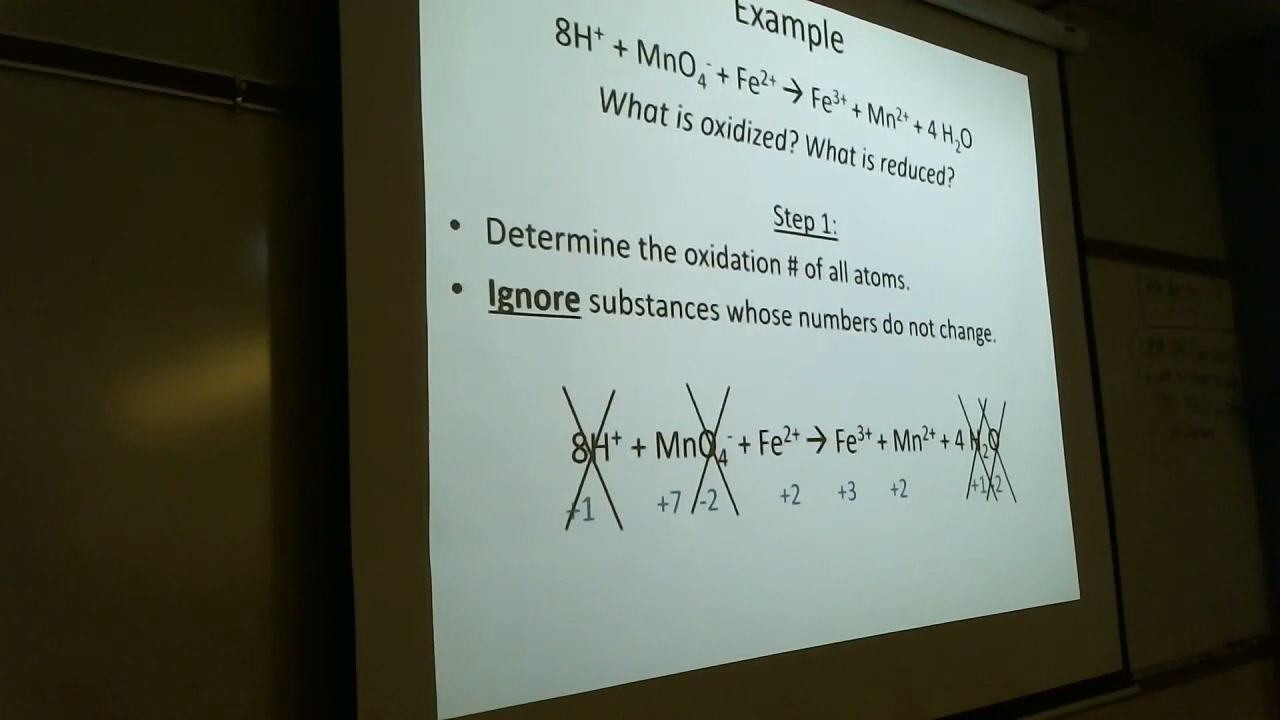 Example
8H⁺ + MnO₄⁻ + Fe²⁺ → Fe³⁺ + Mn²⁺ + 4 H₂O
What is oxidized? What is reduced?
Step 1:
• Determine the oxidation # of all atoms.
• Ignore substances whose numbers do not change.
8H⁺ + MnO₄⁻ + Fe²⁺ → Fe³⁺ + Mn²⁺ + 4 H₂O
+1 +7 -2 +2 +3 +2 +1 -2